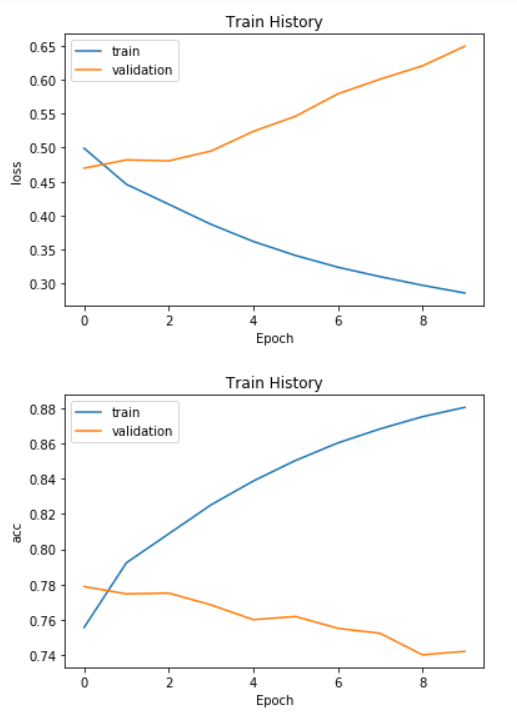 Train History
train
validation
0.65
0.60
0.55
0.50
0.45
0.40
0.35
0.30
loss
0 2 4 6 8
Epoch
Train History
train
validation
0.88
0.86
0.84
0.82
0.80
0.78
0.76
0.74
acc
0 2 4 6 8
Epoch